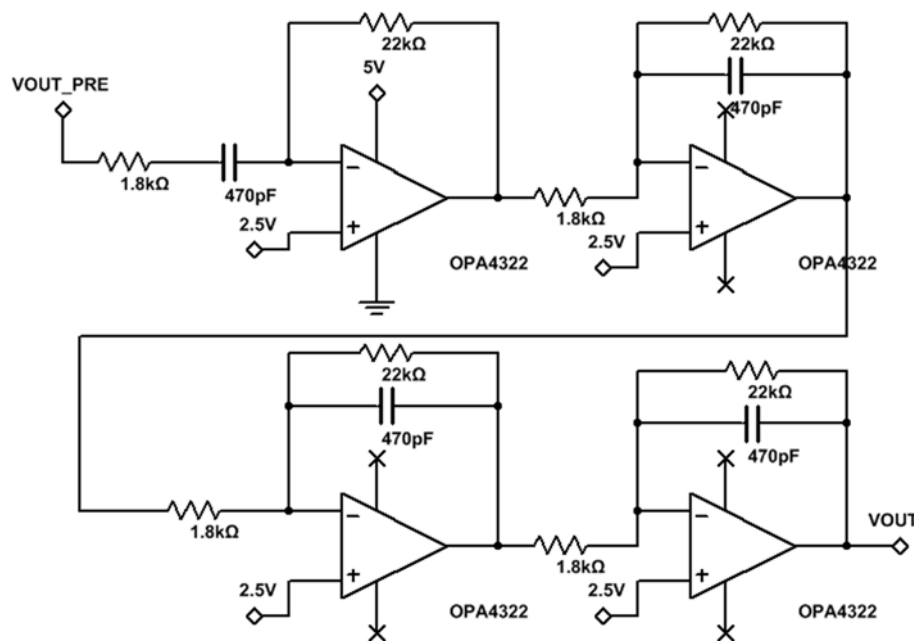 22kΩ
22kΩ
5V
VOUT_PRE
470pF
1.8kΩ
470pF
2.5V
1.8kΩ
2.5V
OPA4322
OPA4322
22kΩ
22kΩ
470pF
470pF
1.8kΩ
1.8kΩ
VOUT
2.5V
2.5V
OPA4322
OPA4322